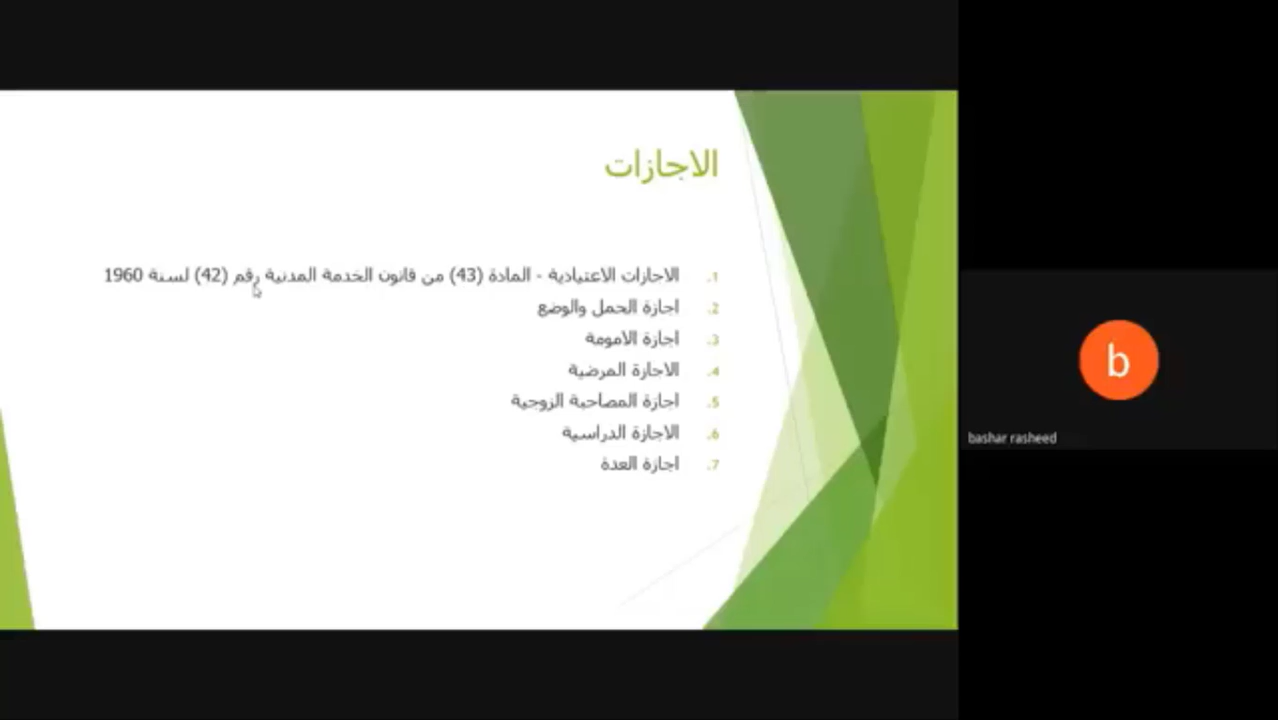 الاجازات
1. الاجازات الاعتيادية - المادة (43) من قانون الخدمة المدنية رقم (42) لسنة 1960
2. اجازة الحمل والوضع
3. اجازة الامومة
4. الاجازة المرضية
5. اجازة المصاحبة الزوجية
6. الاجازة الدراسية
7. اجازة العدة
b
bashar rasheed